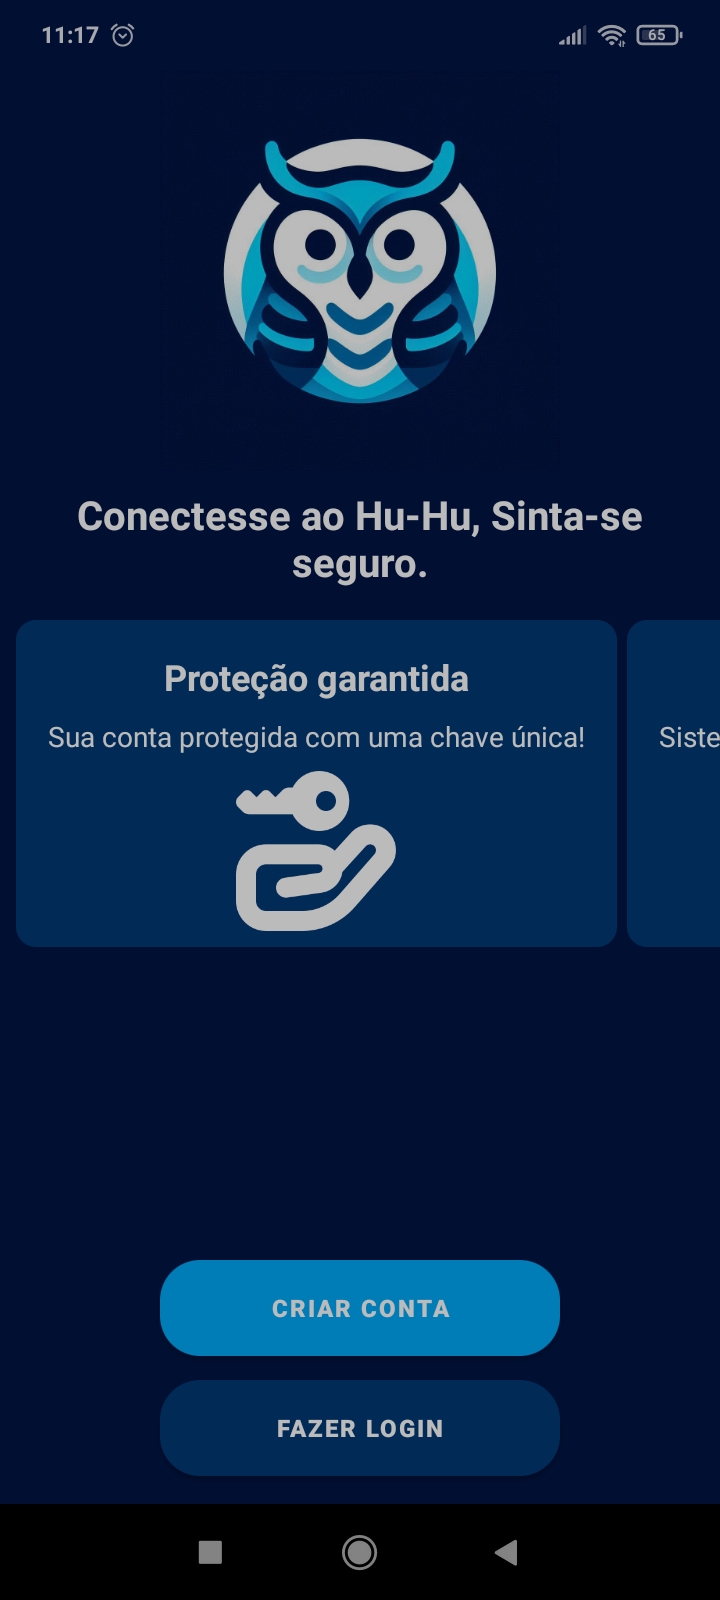 11:17
65
Conectesse ao Hu-Hu, Sinta-se
seguro.
Proteção garantida
Sua conta protegida com uma chave única!
Siste
CRIAR CONTA
FAZER LOGIN